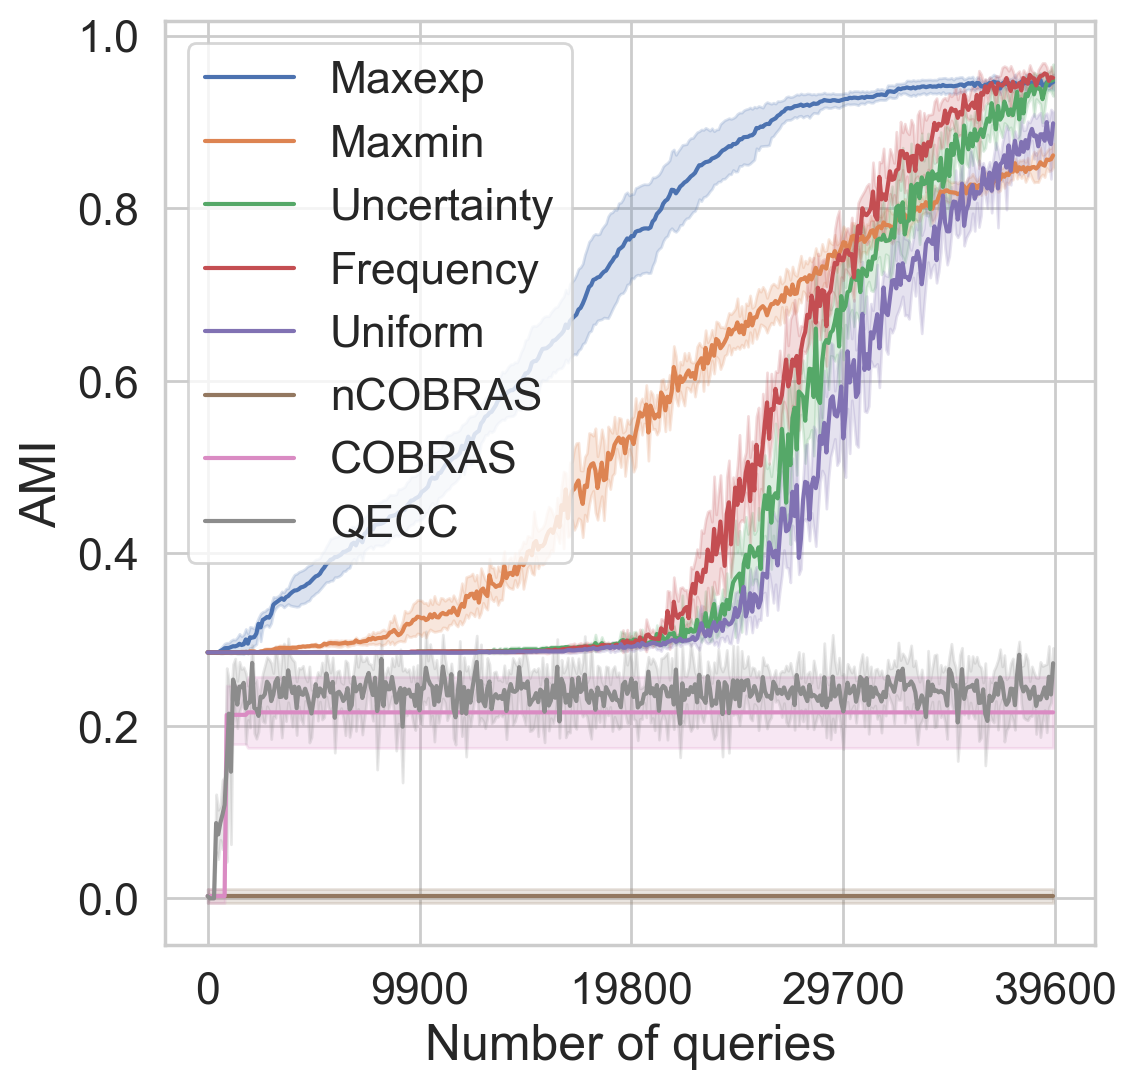 1.0
0.8
0.6
0.4
0.2
0.0
AMI
Maxexp
Maxmin
Uncertainty
Frequency
Uniform
nCOBRAS
COBRAS
QECC
0 9900 19800 29700 39600
Number of queries